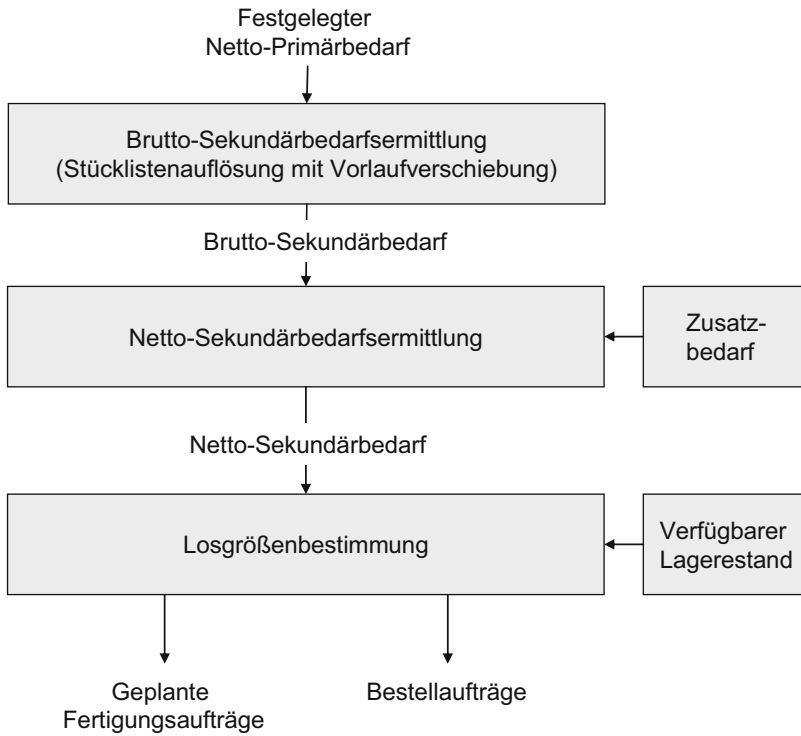 Festgelegter
Netto-Primärbedarf
Brutto-Sekundärbedarfsermittlung
(Stücklistenauflösung mit Vorlaufverschiebung)
Brutto-Sekundärbedarf
Netto-Sekundärbedarfsermittlung
Zusatz-
bedarf
Netto-Sekundärbedarf
Losgrößenbestimmung
Verfügbarer
Lagerestand
Geplante
Fertigungsaufträge
Bestellaufträge